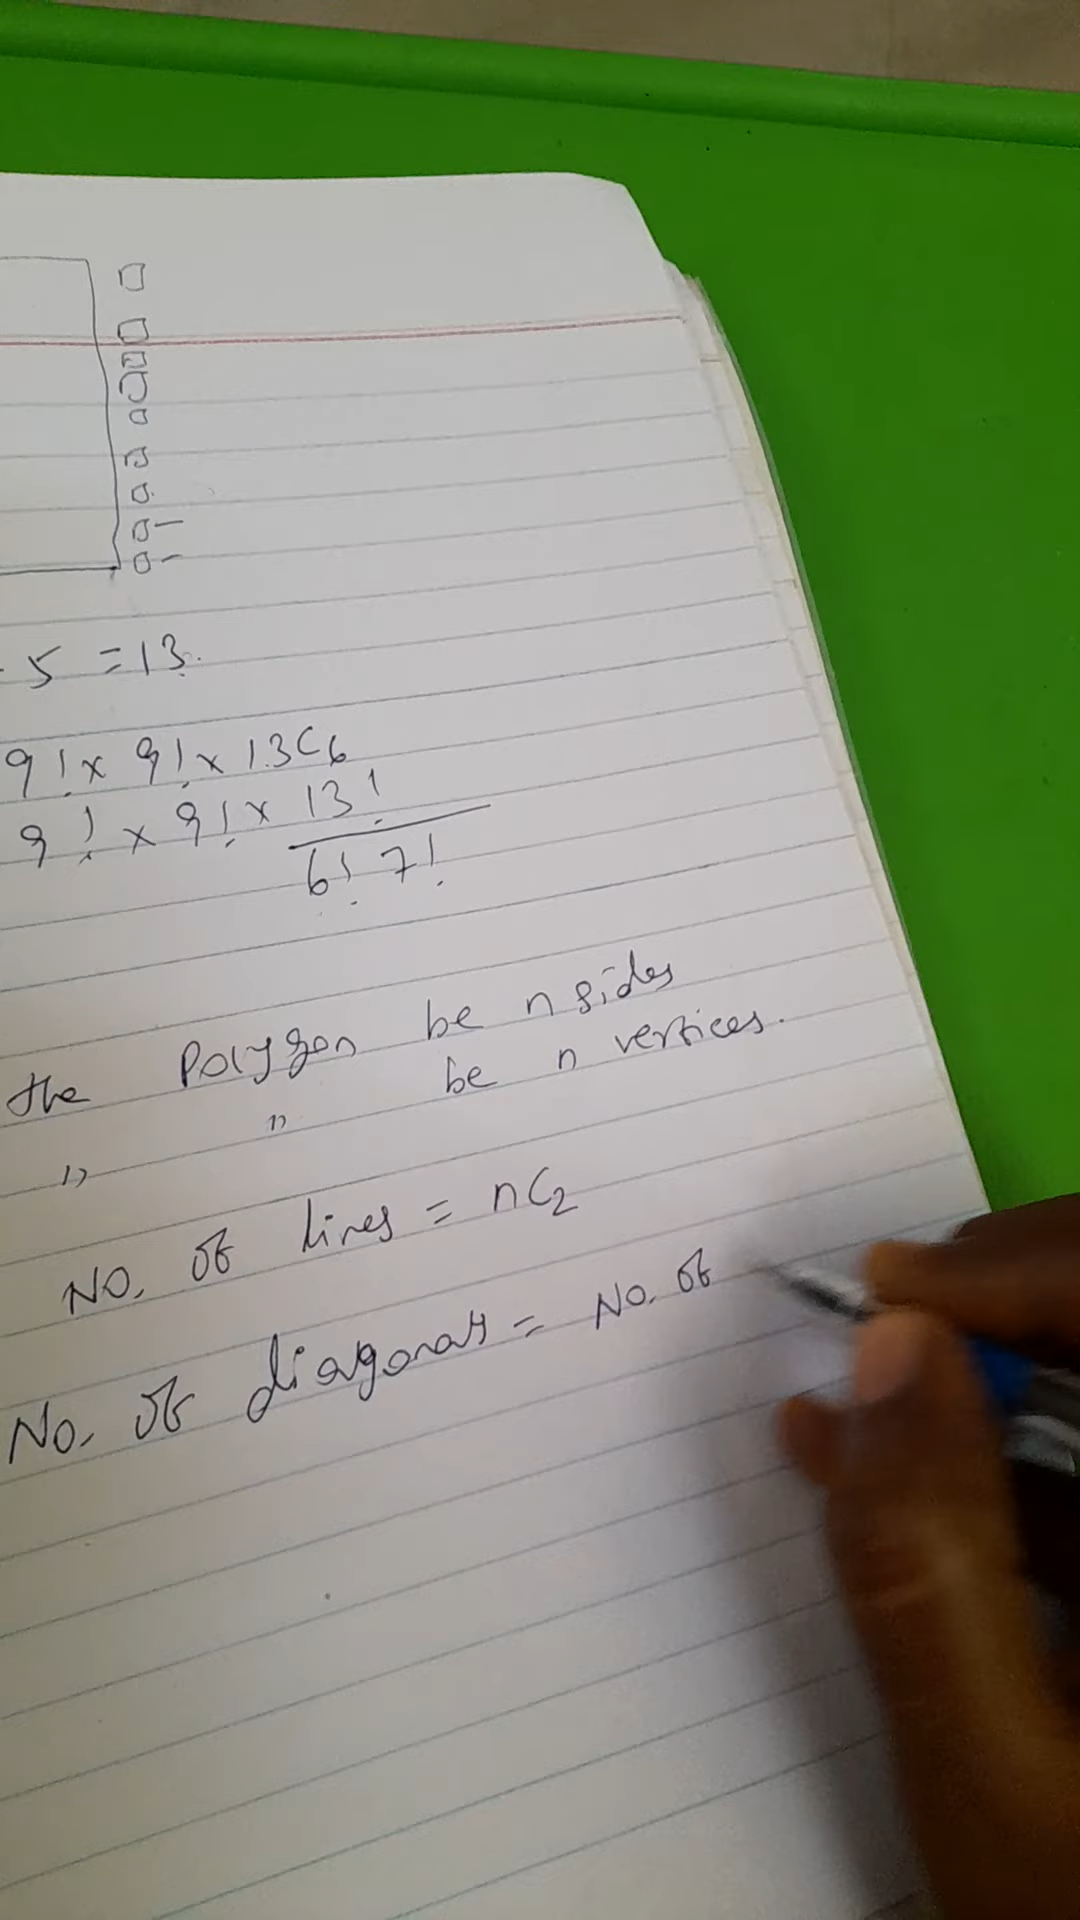 - 5 = 13.
9! x 9! x 13C6
9! x 9! x 13!
6! 7!
the Polygon be n sides
" " be n vertices.
No. of lines = nC2
No. of diagonals = No. of